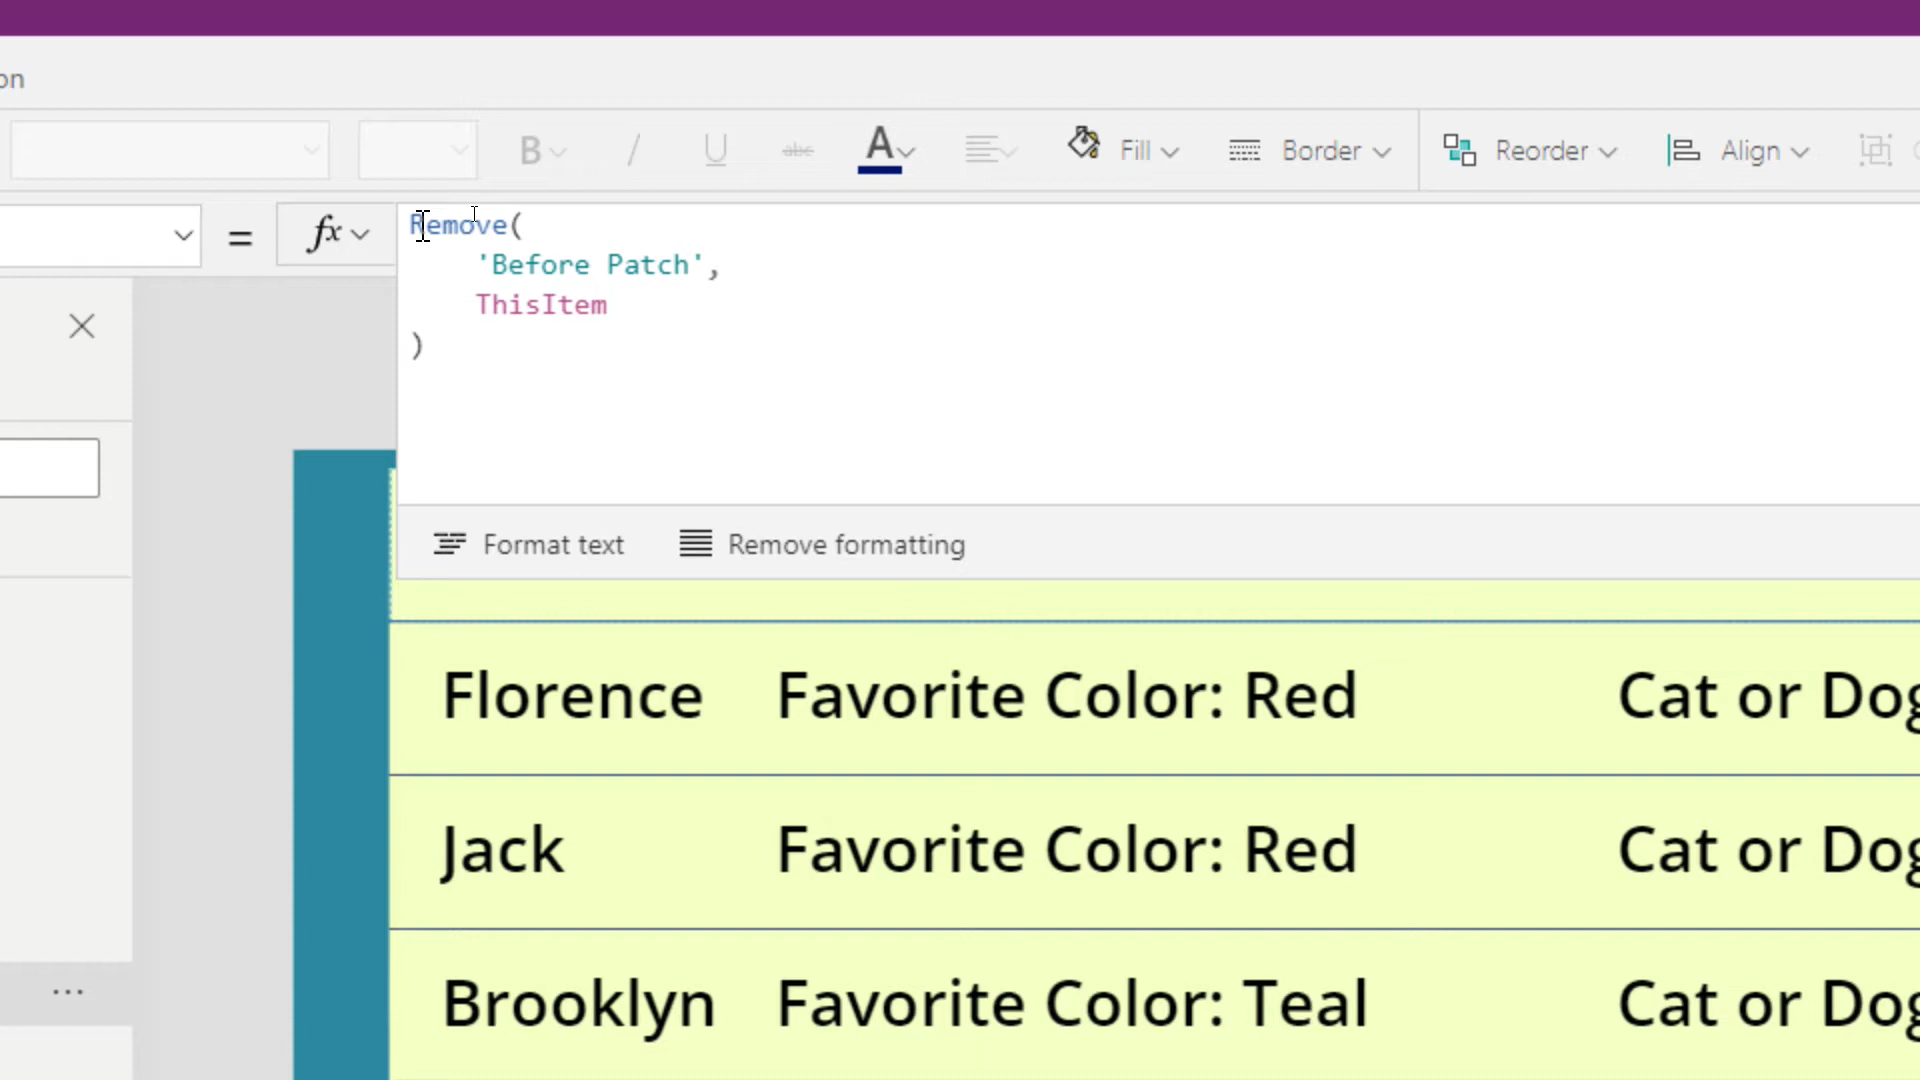 on
B / U abc A Fill Border Reorder Align
= fx Remove(
'Before Patch',
ThisItem
)
Format text Remove formatting
Florence Favorite Color: Red Cat or Dog
Jack Favorite Color: Red Cat or Dog
Brooklyn Favorite Color: Teal Cat or Dog
...